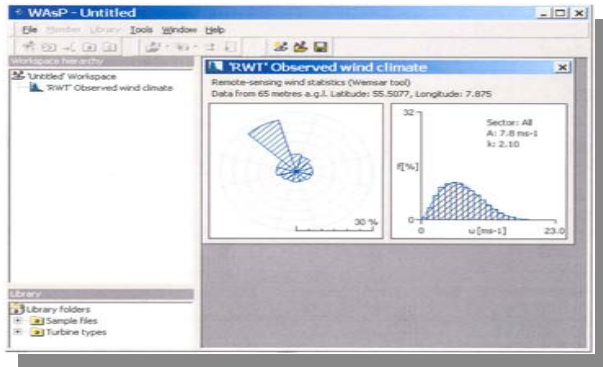 WAsP - Untitled
File Member Library Tools Window Help
Workspace hierarchy
'Untitled' Workspace
'RWT' Observed wind climate
'RWT' Observed wind climate
Remote-sensing wind statistics (Wemsar tool)
Data from 65 metres a.g.l. Latitude: 55.5077, Longitude: 7.875
30 %
32
Sector: All
A: 7.8 ms-1
k: 2.10
f[%]
0
0
u [ms-1]
23.0
Library
Library folders
Sample files
Turbine types